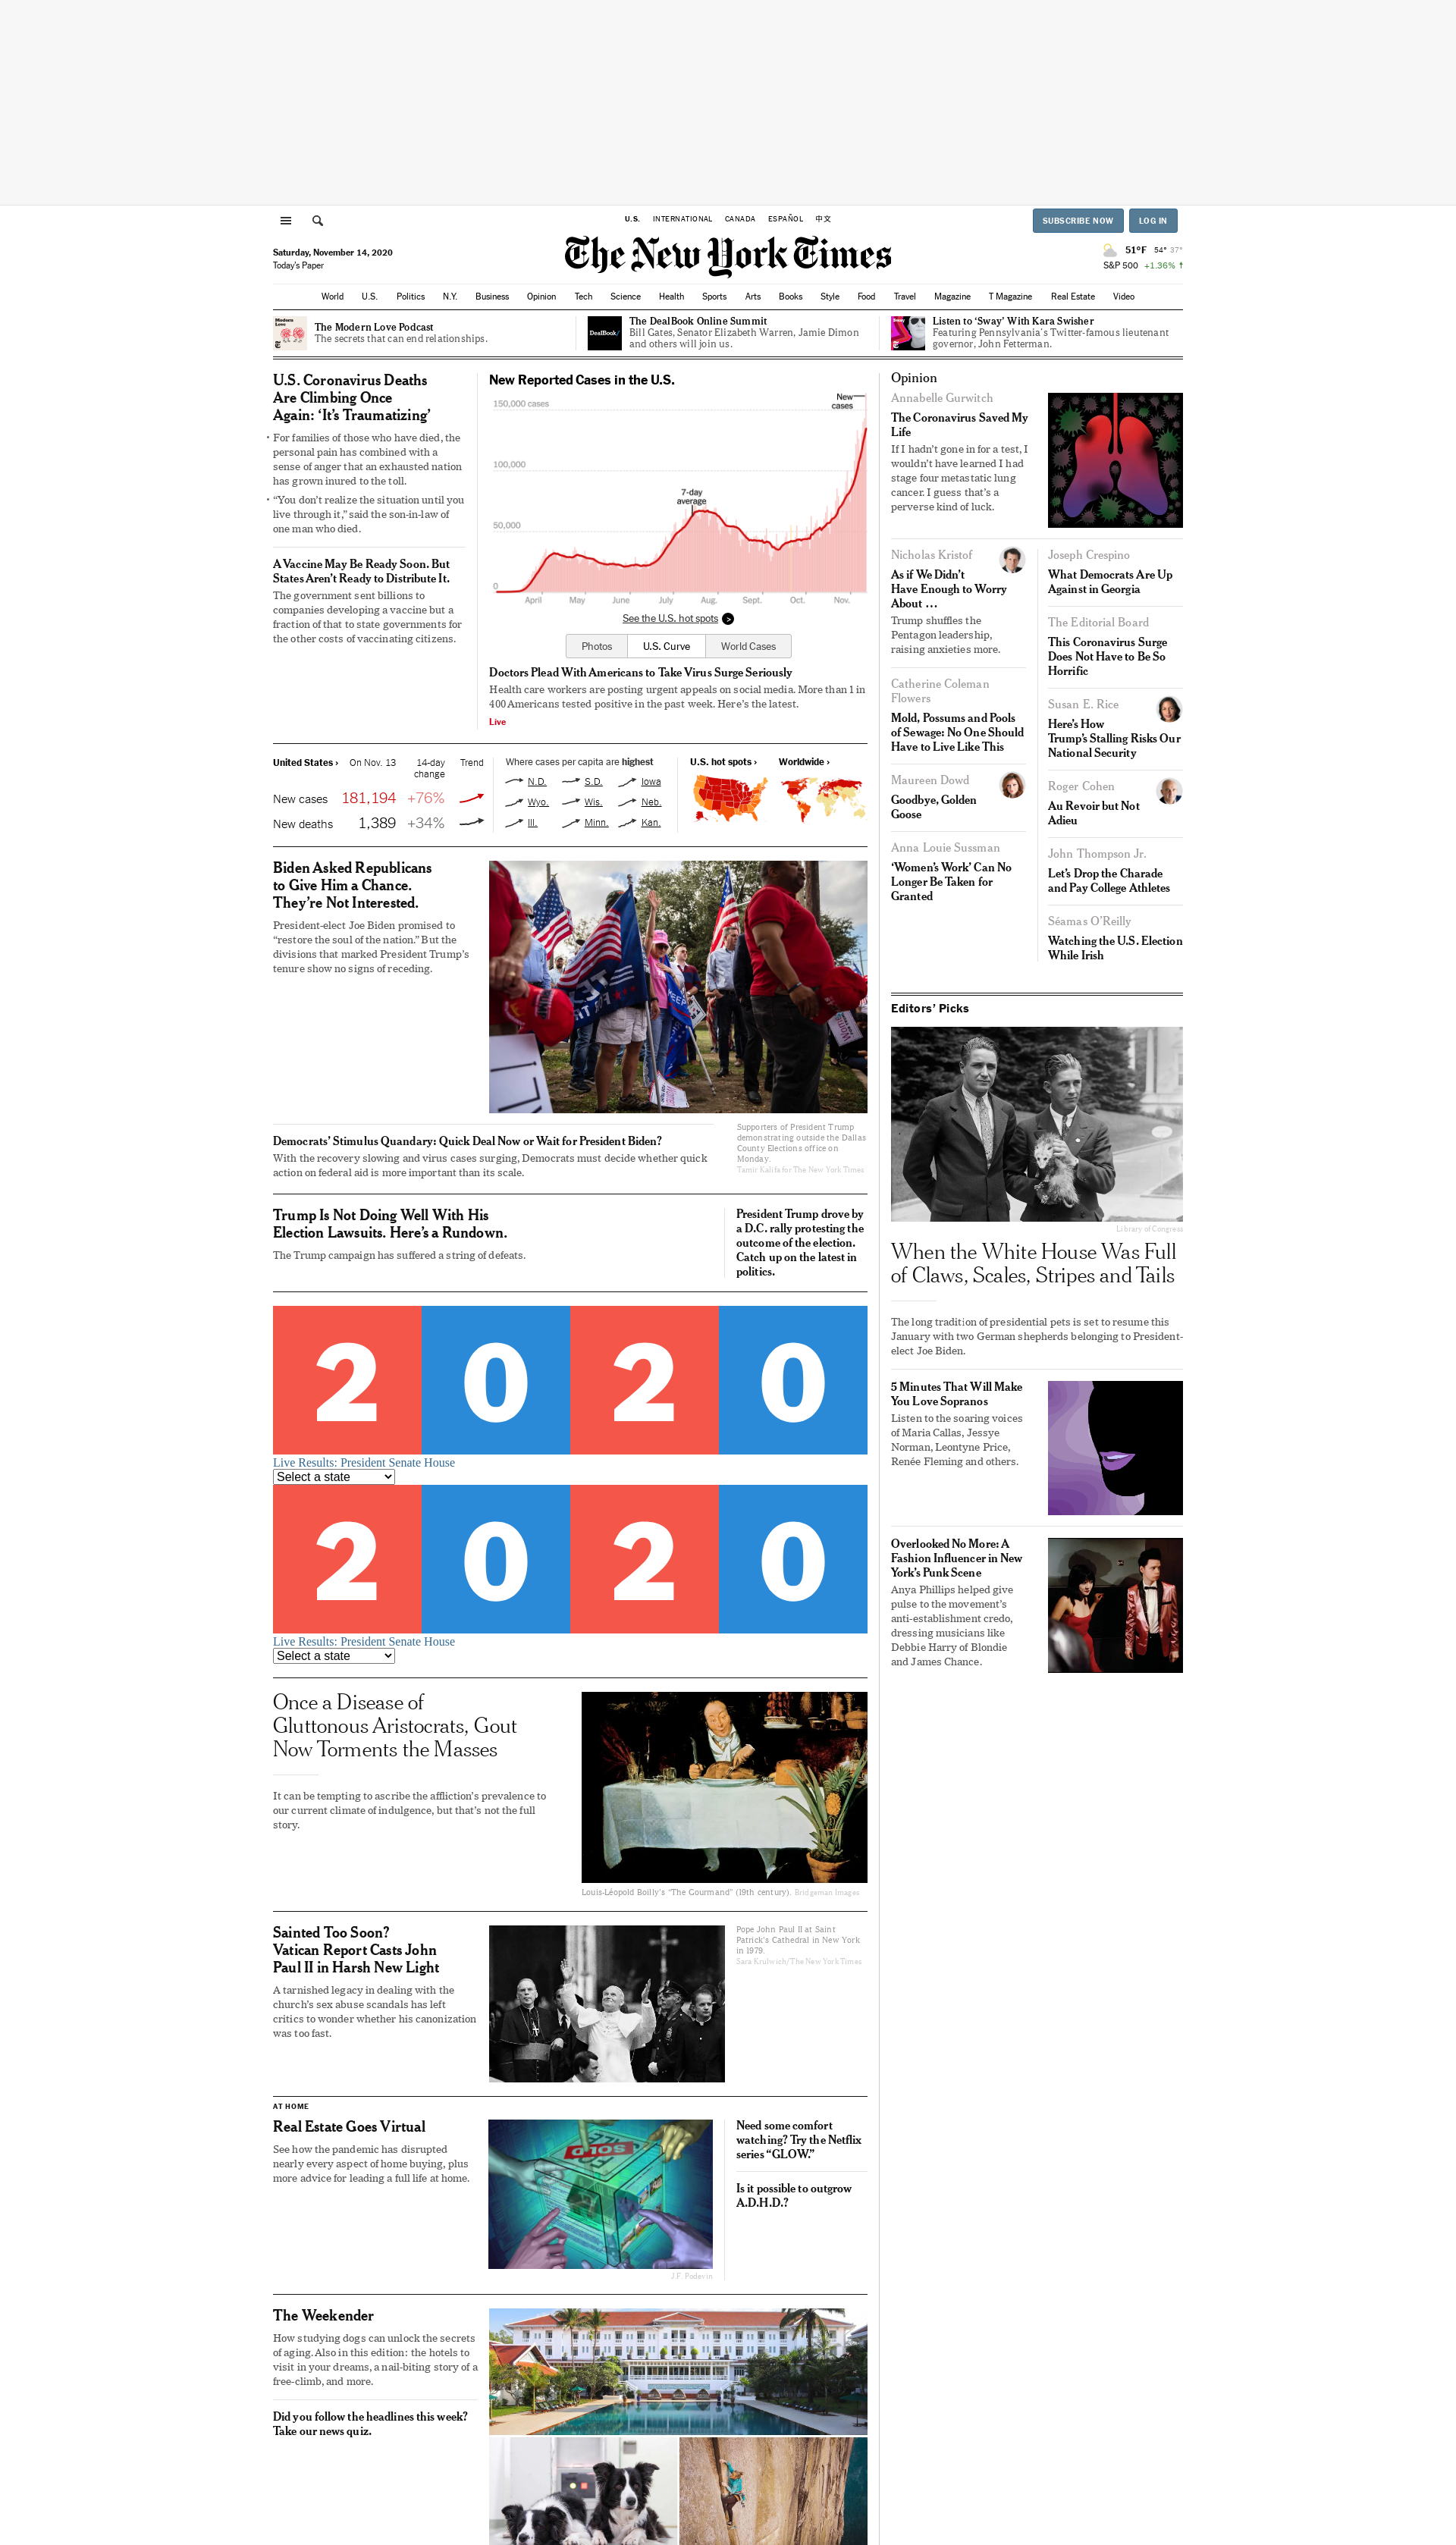 U.S. INTERNATIONAL CANADA ESPAÑOL 中文
SUBSCRIBE NOW LOG IN
Saturday, November 14, 2020
Today's Paper
The New York Times
51°F 54° 37°
S&P 500 +1.36%
World U.S. Politics N.Y. Business Opinion Tech Science Health Sports Arts Books Style Food Travel Magazine T Magazine Real Estate Video
Modern
Love
The Modern Love Podcast
The secrets that can end relationships.
DealBook/
The DealBook Online Summit
Bill Gates, Senator Elizabeth Warren, Jamie Dimon
and others will join us.
Listen to ‘Sway’ With Kara Swisher
Featuring Pennsylvania's Twitter-famous lieutenant
governor, John Fetterman.
U.S. Coronavirus Deaths
Are Climbing Once
Again: ‘It’s Traumatizing’
• For families of those who have died, the
personal pain has combined with a
sense of anger that an exhausted nation
has grown inured to the toll.
• “You don’t realize the situation until you
live through it,” said the son-in-law of
one man who died.
A Vaccine May Be Ready Soon. But
States Aren’t Ready to Distribute It.
The government sent billions to
companies developing a vaccine but a
fraction of that to state governments for
the other costs of vaccinating citizens.
New Reported Cases in the U.S.
150,000 cases
New
cases
100,000
7-day
average
50,000
0
April May June July Aug. Sept. Oct. Nov.
See the U.S. hot spots >
Photos U.S. Curve World Cases
Doctors Plead With Americans to Take Virus Surge Seriously
Health care workers are posting urgent appeals on social media. More than 1 in
400 Americans tested positive in the past week. Here’s the latest.
Live
United States › On Nov. 13 14-day
change Trend
New cases 181,194 +76%
New deaths 1,389 +34%
Where cases per capita are highest
N.D. S.D. Iowa
Wyo. Wis. Neb.
Ill. Minn. Kan.
U.S. hot spots › Worldwide ›
Biden Asked Republicans
to Give Him a Chance.
They’re Not Interested.
President-elect Joe Biden promised to
“restore the soul of the nation.” But the
divisions that marked President Trump’s
tenure show no signs of receding.
Supporters of President Trump
demonstrating outside the Dallas
County Elections office on
Monday.
Tamir Kalifa for The New York Times
Democrats’ Stimulus Quandary: Quick Deal Now or Wait for President Biden?
With the recovery slowing and virus cases surging, Democrats must decide whether quick
action on federal aid is more important than its scale.
Trump Is Not Doing Well With His
Election Lawsuits. Here’s a Rundown.
The Trump campaign has suffered a string of defeats.
President Trump drove by
a D.C. rally protesting the
outcome of the election.
Catch up on the latest in
politics.
2020
Live Results: President Senate House
Select a state
2020
Live Results: President Senate House
Select a state
Once a Disease of
Gluttonous Aristocrats, Gout
Now Torments the Masses
It can be tempting to ascribe the affliction’s prevalence to
our current climate of indulgence, but that’s not the full
story.
Louis-Léopold Boilly’s “The Gourmand” (19th century). Bridgeman Images
Sainted Too Soon?
Vatican Report Casts John
Paul II in Harsh New Light
A tarnished legacy in dealing with the
church’s sex abuse scandals has left
critics to wonder whether his canonization
was too fast.
Pope John Paul II at Saint
Patrick’s Cathedral in New York
in 1979.
Sara Krulwich/The New York Times
AT HOME
Real Estate Goes Virtual
See how the pandemic has disrupted
nearly every aspect of home buying, plus
more advice for leading a full life at home.
SOLD
J.F. Podevin
Need some comfort
watching? Try the Netflix
series “GLOW.”
Is it possible to outgrow
A.D.H.D.?
The Weekender
How studying dogs can unlock the secrets
of aging. Also in this edition: the hotels to
visit in your dreams, a nail-biting story of a
free-climb, and more.
Did you follow the headlines this week?
Take our news quiz.
Opinion
Annabelle Gurwitch
The Coronavirus Saved My
Life
If I hadn’t gone in for a test, I
wouldn’t have learned I had
stage four metastatic lung
cancer. I guess that’s a
perverse kind of luck.
Nicholas Kristof
As if We Didn’t
Have Enough to Worry
About …
Trump shuffles the
Pentagon leadership,
raising anxieties more.
Catherine Coleman
Flowers
Mold, Possums and Pools
of Sewage: No One Should
Have to Live Like This
Maureen Dowd
Goodbye, Golden
Goose
Anna Louie Sussman
‘Women’s Work’ Can No
Longer Be Taken for
Granted
Joseph Crespino
What Democrats Are Up
Against in Georgia
The Editorial Board
This Coronavirus Surge
Does Not Have to Be So
Horrific
Susan E. Rice
Here’s How
Trump’s Stalling Risks Our
National Security
Roger Cohen
Au Revoir but Not
Adieu
John Thompson Jr.
Let’s Drop the Charade
and Pay College Athletes
Séamas O’Reilly
Watching the U.S. Election
While Irish
Editors’ Picks
Library of Congress
When the White House Was Full
of Claws, Scales, Stripes and Tails
The long tradition of presidential pets is set to resume this
January with two German shepherds belonging to President-
elect Joe Biden.
5 Minutes That Will Make
You Love Sopranos
Listen to the soaring voices
of Maria Callas, Jessye
Norman, Leontyne Price,
Renée Fleming and others.
Overlooked No More: A
Fashion Influencer in New
York’s Punk Scene
Anya Phillips helped give
pulse to the movement’s
anti-establishment credo,
dressing musicians like
Debbie Harry of Blondie
and James Chance.